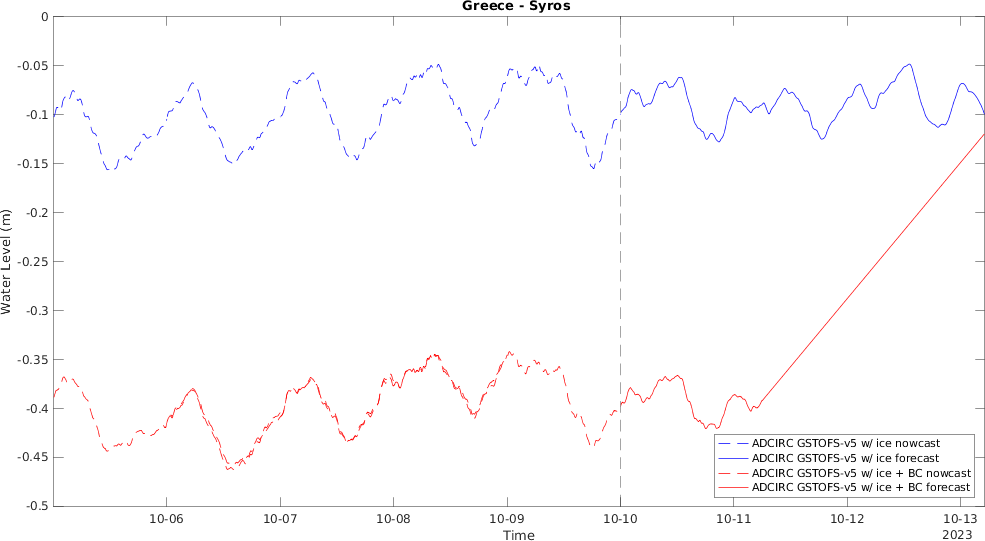 Greece - Syros
0
-0.05
-0.1
-0.15
-0.2
-0.25
-0.3
-0.35
-0.4
-0.45
-0.5
Water Level (m)
ADCIRC GSTOFS-v5 w/ ice nowcast
ADCIRC GSTOFS-v5 w/ ice forecast
ADCIRC GSTOFS-v5 w/ ice + BC nowcast
ADCIRC GSTOFS-v5 w/ ice + BC forecast
10-06 10-07 10-08 10-09 10-10 10-11 10-12 10-13
Time 2023